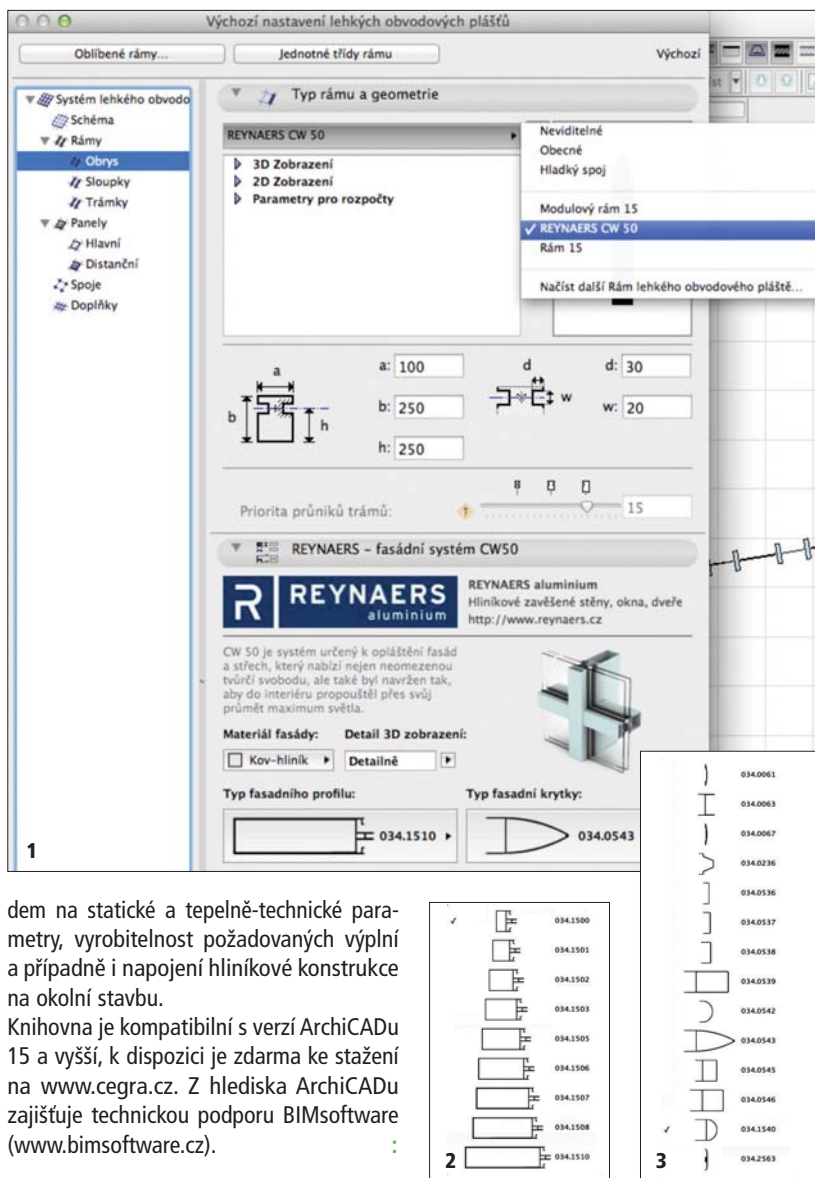 Výchozí nastavení lehkých obvodových plášťů
Oblíbené rámy...
Jednotné třídy rámu
Výchozí
Systém lehkého obvodo
Schéma
Rámy
Obrys
Sloupky
Trámky
Panely
Hlavní
Distanční
Spoje
Doplňky
Typ rámu a geometrie
REYNAERS CW 50
3D Zobrazení
2D Zobrazení
Parametry pro rozpočty
Neviditelné
Obecné
Hladký spoj
Modulový rám 15
✓ REYNAERS CW 50
Rám 15
Načíst další Rám lehkého obvodového pláště...
a
b
h
a: 100
b: 250
h: 250
d
w
d: 30
w: 20
Priorita průniků trámů:
8
15
REYNAERS – fasádní systém CW50
R REYNAERS
aluminium
REYNAERS aluminium
Hliníkové zavěšené stěny, okna, dveře
http://www.reynaers.cz
CW 50 je systém určený k opláštění fasád
a střech, který nabízí nejen neomezenou
tvůrčí svobodu, ale také byl navržen tak,
aby do interiéru propouštěl přes svůj
průmět maximum světla.
Materiál fasády:
Detail 3D zobrazení:
Kov-hliník
Detailně
Typ fasadního profilu:
Typ fasadní krytky:
034.1510
034.0543
1
dem na statické a tepelně-technické para-
metry, vyrobitelnost požadovaných výplní
a případně i napojení hliníkové konstrukce
na okolní stavbu.
Knihovna je kompatibilní s verzí ArchiCADu
15 a vyšší, k dispozici je zdarma ke stažení
na www.cegra.cz. Z hlediska ArchiCADu
zajišťuje technickou podporu BIMsoftware
(www.bimsoftware.cz). :
✓ 034.1500
034.1501
034.1502
034.1503
034.1505
034.1506
034.1507
034.1508
034.1510
2
034.0061
034.0063
034.0067
034.0236
034.0536
034.0537
034.0538
034.0539
034.0542
034.0543
034.0545
034.0546
✓ 034.1540
034.2563
3